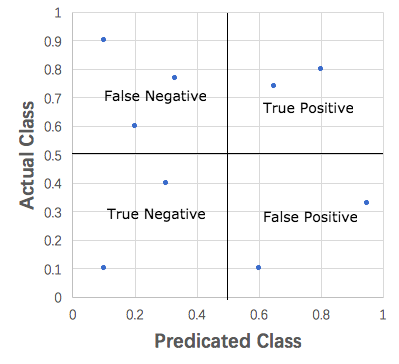 1
0.9
0.8
False Negative
0.7
True Positive
0.6
Actual Class
0.5
0.4
0.3
True Negative
False Positive
0.2
0.1
0
0 0.2 0.4 0.6 0.8 1
Predicated Class